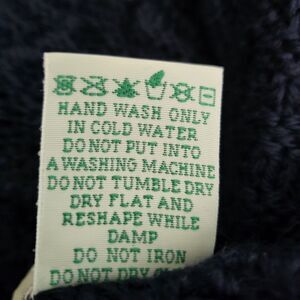 HAND WASH ONLY
IN COLD WATER
DO NOT PUT INTO
A WASHING MACHINE
DO NOT TUMBLE DRY
DRY FLAT AND
RESHAPE WHILE
DAMP
DO NOT IRON
DO NOT DRY